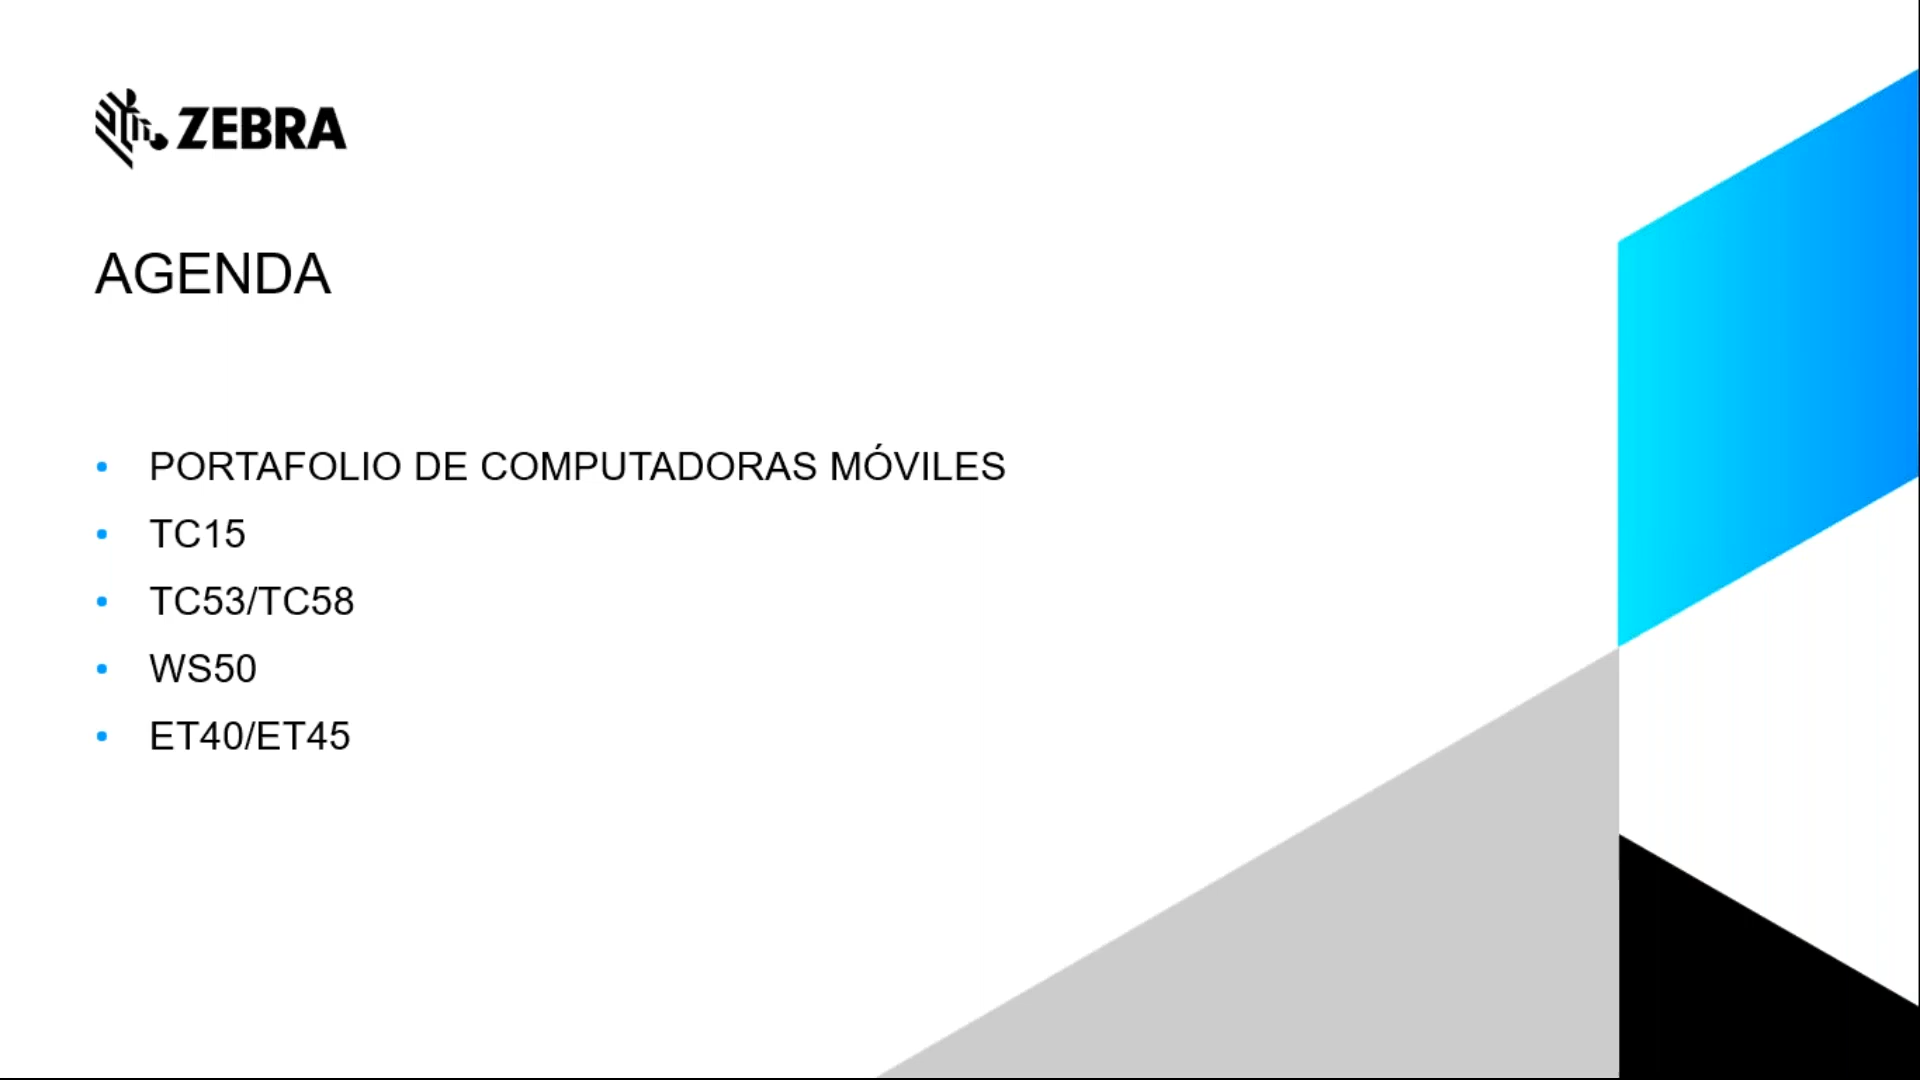 ZEBRA
AGENDA
• PORTAFOLIO DE COMPUTADORAS MÓVILES
• TC15
• TC53/TC58
• WS50
• ET40/ET45